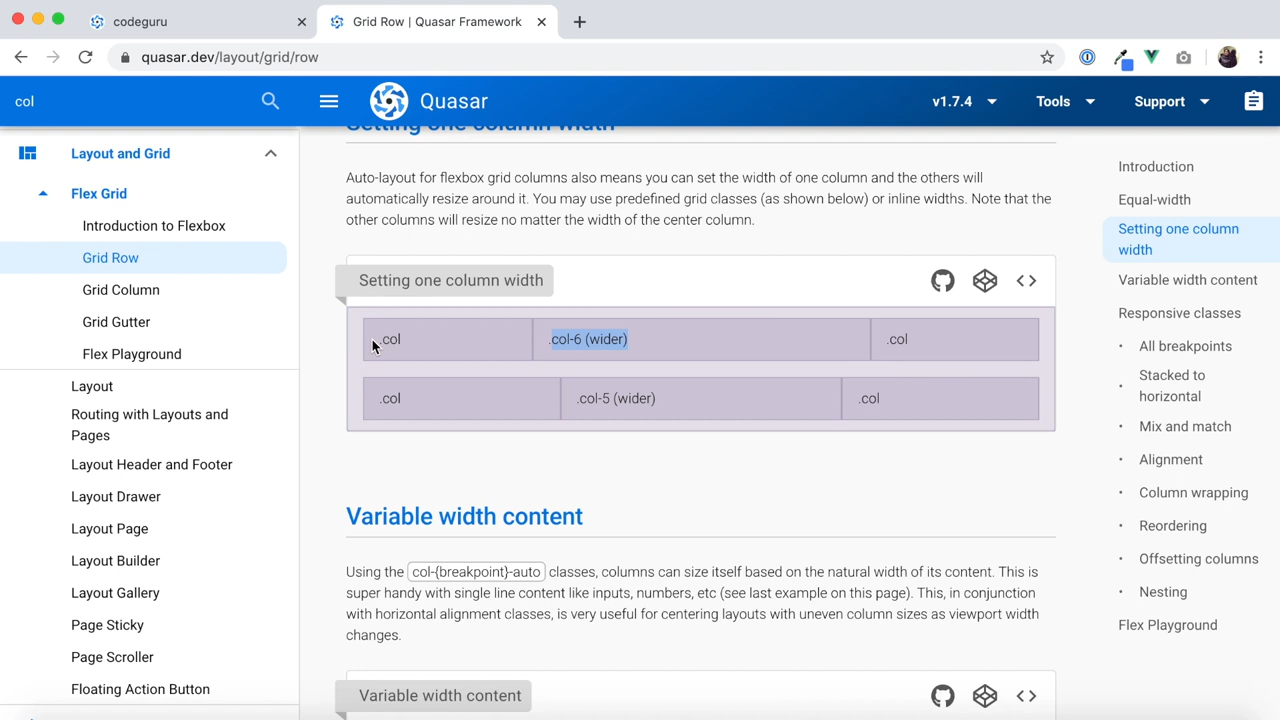 codeguru
Grid Row | Quasar Framework
quasar.dev/layout/grid/row
col
Quasar
v1.7.4
Tools
Support
Layout and Grid
Flex Grid
Introduction to Flexbox
Grid Row
Grid Column
Grid Gutter
Flex Playground
Layout
Routing with Layouts and
Pages
Layout Header and Footer
Layout Drawer
Layout Page
Layout Builder
Layout Gallery
Page Sticky
Page Scroller
Floating Action Button
Setting one column width
Auto-layout for flexbox grid columns also means you can set the width of one column and the others will
automatically resize around it. You may use predefined grid classes (as shown below) or inline widths. Note that the
other columns will resize no matter the width of the center column.
Setting one column width
.col
.col-6 (wider)
.col
.col
.col-5 (wider)
.col
Variable width content
Using the col-{breakpoint}-auto classes, columns can size itself based on the natural width of its content. This is
super handy with single line content like inputs, numbers, etc (see last example on this page). This, in conjunction
with horizontal alignment classes, is very useful for centering layouts with uneven column sizes as viewport width
changes.
Variable width content
Introduction
Equal-width
Setting one column
width
Variable width content
Responsive classes
• All breakpoints
• Stacked to
horizontal
• Mix and match
• Alignment
• Column wrapping
• Reordering
• Offsetting columns
• Nesting
Flex Playground